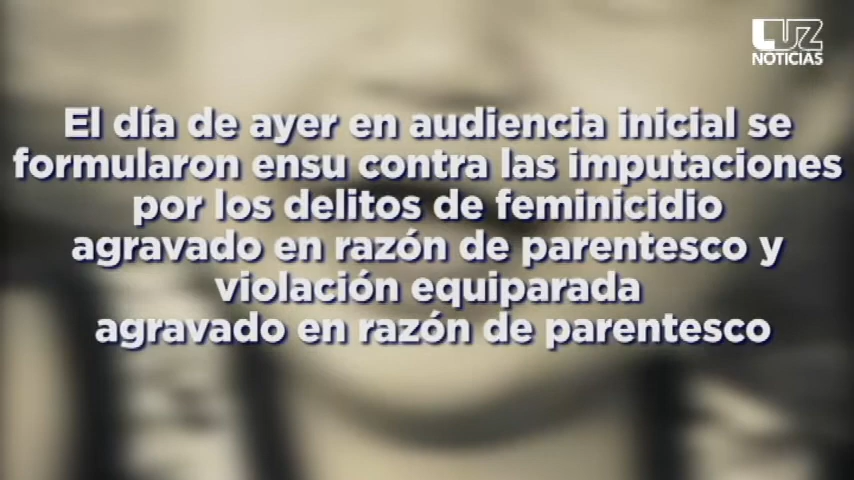 LUZ
NOTICIAS
El día de ayer en audiencia inicial se
formularon ensu contra las imputaciones
por los delitos de feminicidio
agravado en razón de parentesco y
violación equiparada
agravado en razón de parentesco